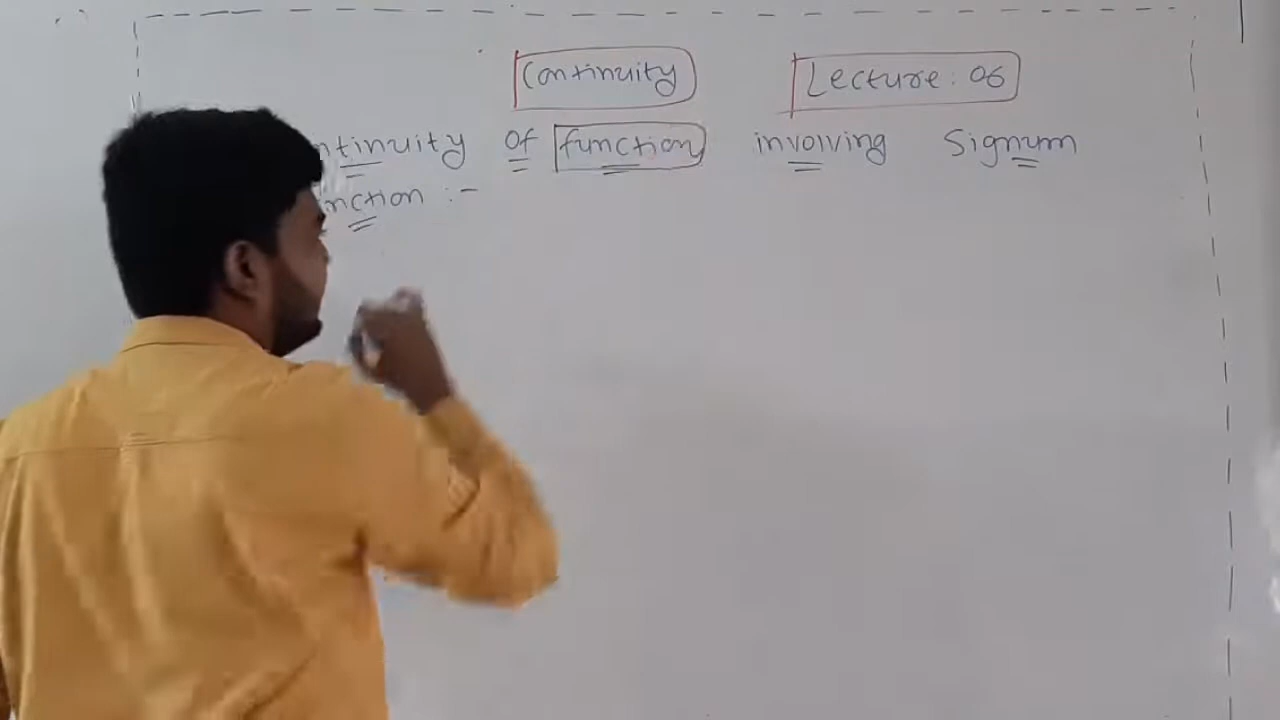 Continuity Lecture: 06
ntinuity of function involving Signum
nction :-